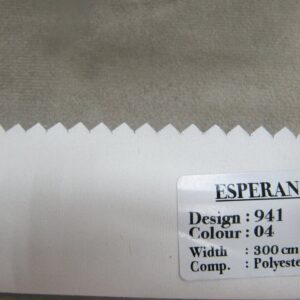 ESPERAN
Design : 941
Colour : 04
Width : 300 cm
Comp. : Polyeste